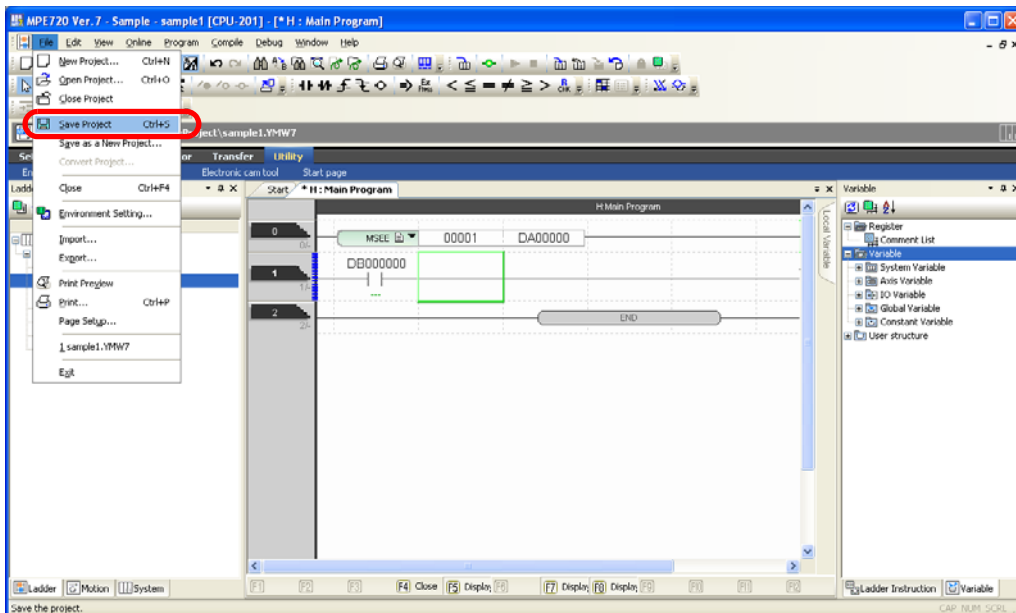 MPE720 Ver. 7 - Sample - sample1 [CPU-201] - [* H : Main Program]
File Edit View Online Program Compile Debug Window Help
New Project... Ctrl+N
Open Project... Ctrl+O
Close Project
Save Project Ctrl+S
Save as a New Project...
Convert Project...
Close Ctrl+F4
Environment Setting...
Import...
Export...
Print Preview
Print... Ctrl+P
Page Setup...
1 sample1.YMW7
Exit
ject\sample1.YMW7
or Transfer Utility
Electronic cam tool Start page
Ladd
Start * H : Main Program
H:Main Program
0 MSEE 00001 DA00000
DB000000
1
2 END
Local Variable
Variable
Register
Comment List
Variable
System Variable
Axis Variable
IO Variable
Global Variable
Constant Variable
User structure
Ladder Motion System
F1 F2 F3 F4 Close F5 Display F6 F7 Display F8 Display F9
Ladder Instruction Variable
Save the project.
CAP NUM SCRL